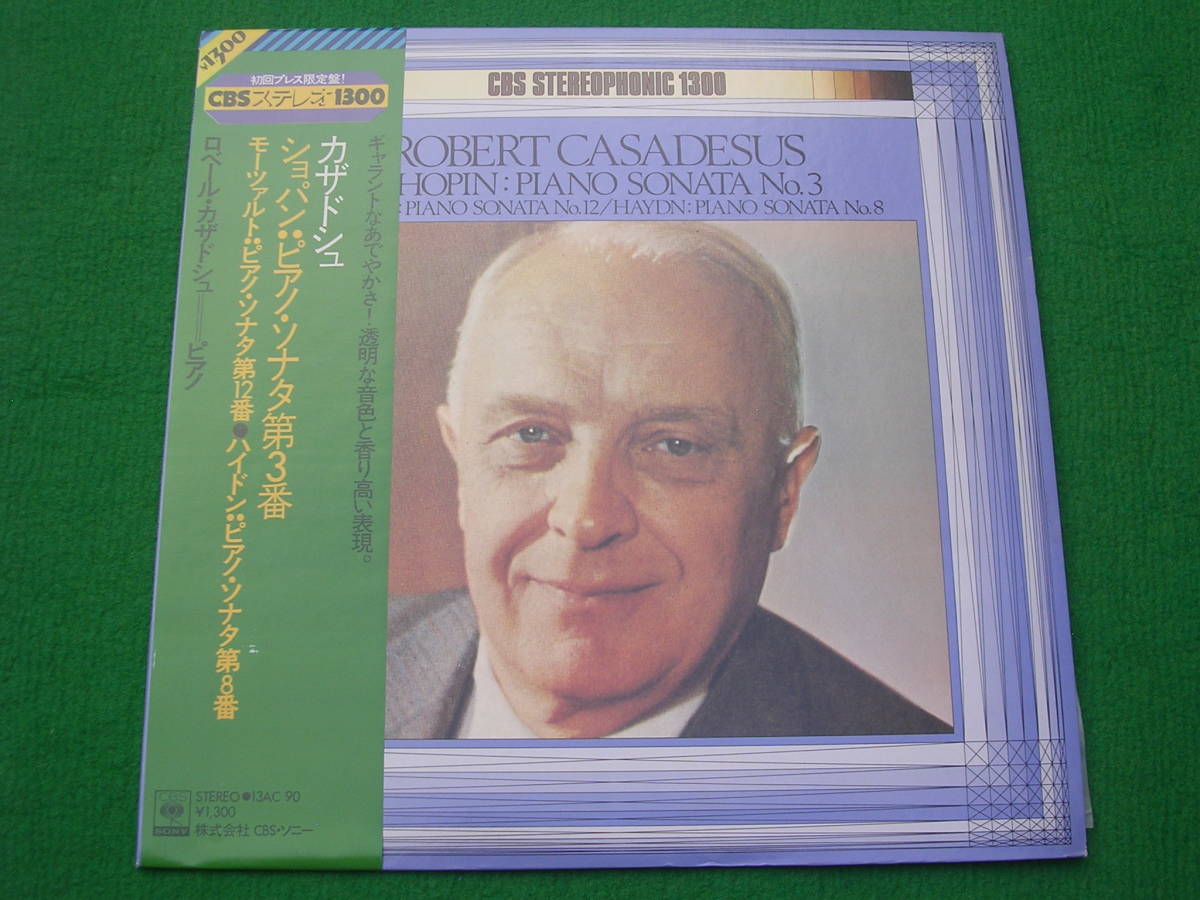 ¥1300
初回プレス限定盤!
CBSステレオ1300
ギャラントなあでやかさ!透明な音色と香り高い表現。
カザドシュ
ショパン:ピアノ・ソナタ第3番
モーツァルト:ピアノ・ソナタ第12番●ハイドン:ピアノ・ソナタ第8番
ロベール・カザドシュ=ピアノ
CBS
SONY
STEREO●13AC 90
¥1,300
株式会社 CBS・ソニー
CBS STEREOPHONIC 1300
ROBERT CASADESUS
HOPIN: PIANO SONATA No. 3
: PIANO SONATA No. 12/HAYDN: PIANO SONATA No. 8